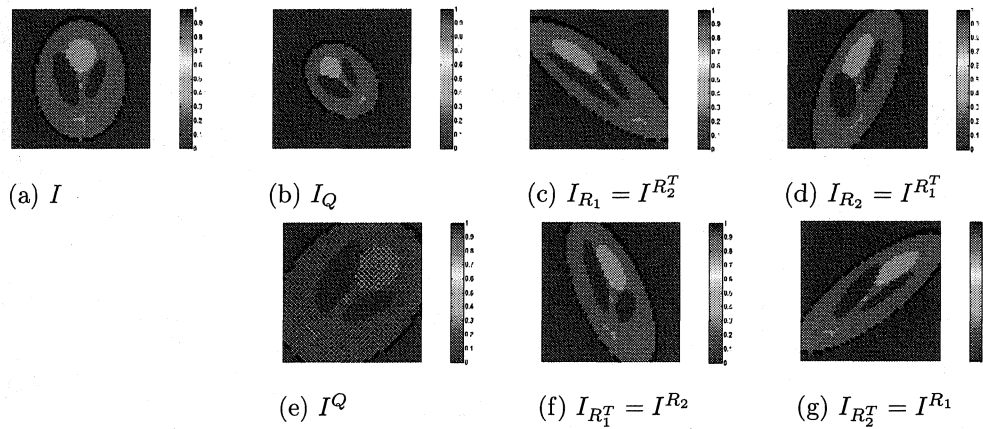 (a) I
(b) I_Q
(c) I_{R_1} = I^{R_2^T}
(d) I_{R_2} = I^{R_1^T}
(e) I^Q
(f) I_{R_1^T} = I^{R_2}
(g) I_{R_2^T} = I^{R_1}